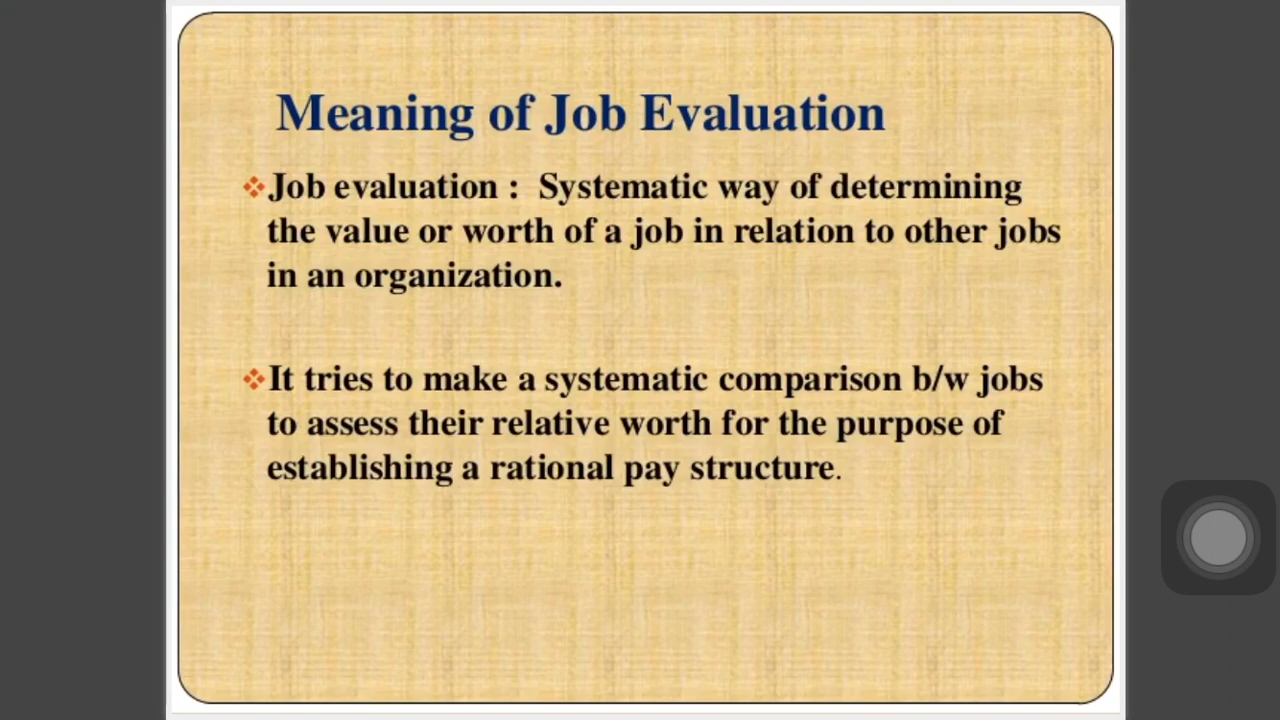 Meaning of Job Evaluation
Job evaluation : Systematic way of determining
the value or worth of a job in relation to other jobs
in an organization.
It tries to make a systematic comparison b/w jobs
to assess their relative worth for the purpose of
establishing a rational pay structure.